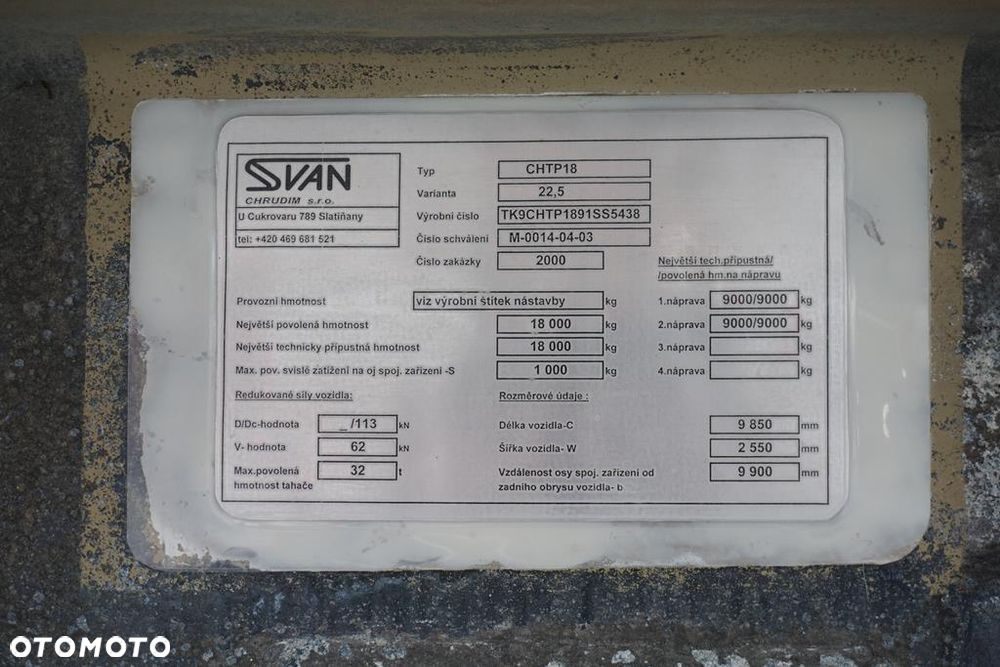 SVAN
CHRUDIM s.r.o.
U Cukrovaru 789 Slatiňany
tel: +420 469 681 521
Typ CHTP18
Varianta 22,5
Výrobní číslo TK9CHTP1891SS5438
Číslo schválení M-0014-04-03
Číslo zakázky 2000
Největší tech.přípustná/
/povolená hm.na nápravu
Provozní hmotnost viz výrobní štítek nástavby kg 1.náprava 9000/9000 kg
Největší povolená hmotnost 18 000 kg 2.náprava 9000/9000 kg
Největší technicky přípustná hmotnost 18 000 kg 3.náprava kg
Max. pov. svislé zatížení na oj spoj. zařízení -S 1 000 kg 4.náprava kg
Redukované síly vozidla: Rozměrové údaje :
D/Dc-hodnota _ /113 kN Délka vozidla-C 9 850 mm
V- hodnota 62 kN Šířka vozidla- W 2 550 mm
Max.povolená 32 t Vzdálenost osy spoj. zařízení od 9 900 mm
hmotnost tahače zadního obrysu vozidla- b
OTOMOTO